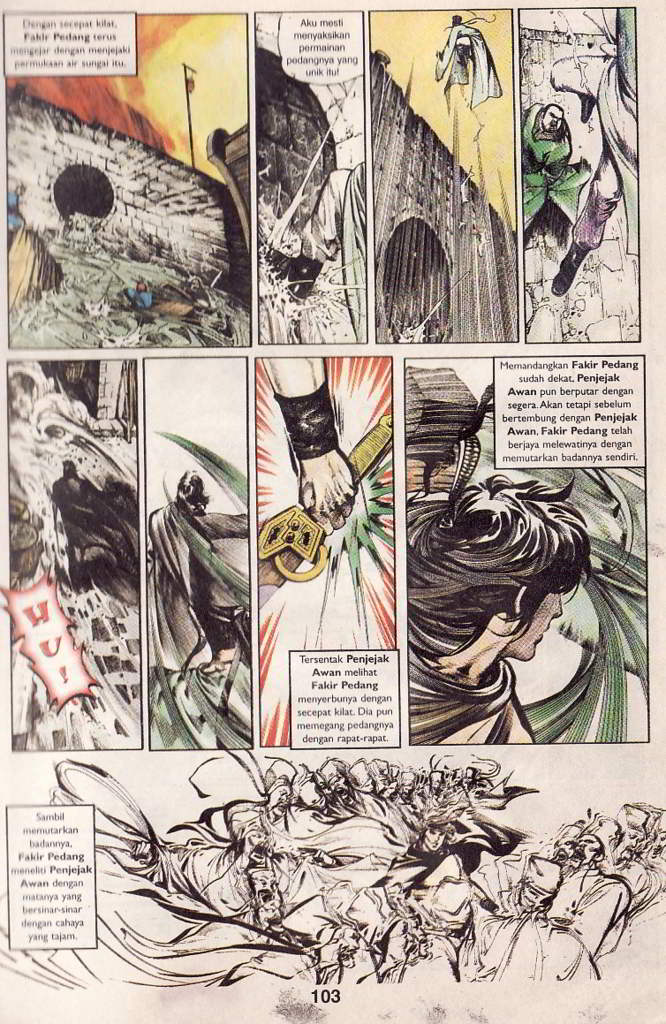 Dengan secepat kilat,
Fakir Pedang terus
mengejar dengan menjejaki
permukaan air sungai itu.
Aku mesti
menyaksikan
permainan
pedangnya yang
unik itu!
Memandangkan Fakir Pedang
sudah dekat, Penjejak
Awan pun berputar dengan
segera. Akan tetapi sebelum
bertembung dengan Penjejak
Awan, Fakir Pedang telah
berjaya melewatinya dengan
memutarkan badannya sendiri.
HU!
Tersentak Penjejak
Awan melihat
Fakir Pedang
menyerbunya dengan
secepat kilat. Dia pun
memegang pedangnya
dengan rapat-rapat.
Sambil
memutarkan
badannya,
Fakir Pedang
meneliti Penjejak
Awan dengan
matanya yang
bersinar-sinar
dengan cahaya
yang tajam.
103